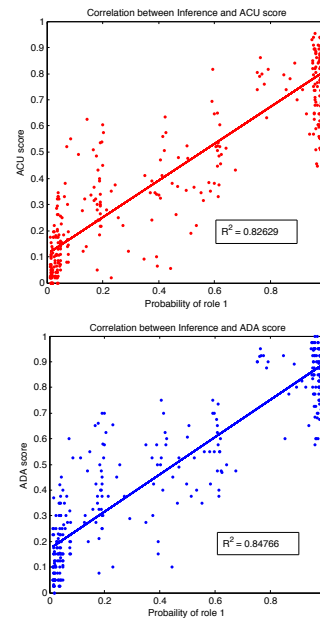 Correlation between Inference and ACU score
1
0.9
0.8
0.7
0.6
0.5
0.4
0.3
0.2
0.1
0
ACU score
R² = 0.82629
0 0.2 0.4 0.6 0.8
Probability of role 1
Correlation between Inference and ADA score
1
0.9
0.8
0.7
0.6
0.5
0.4
0.3
0.2
0.1
0
ADA score
R² = 0.84766
0 0.2 0.4 0.6 0.8
Probaility of role 1